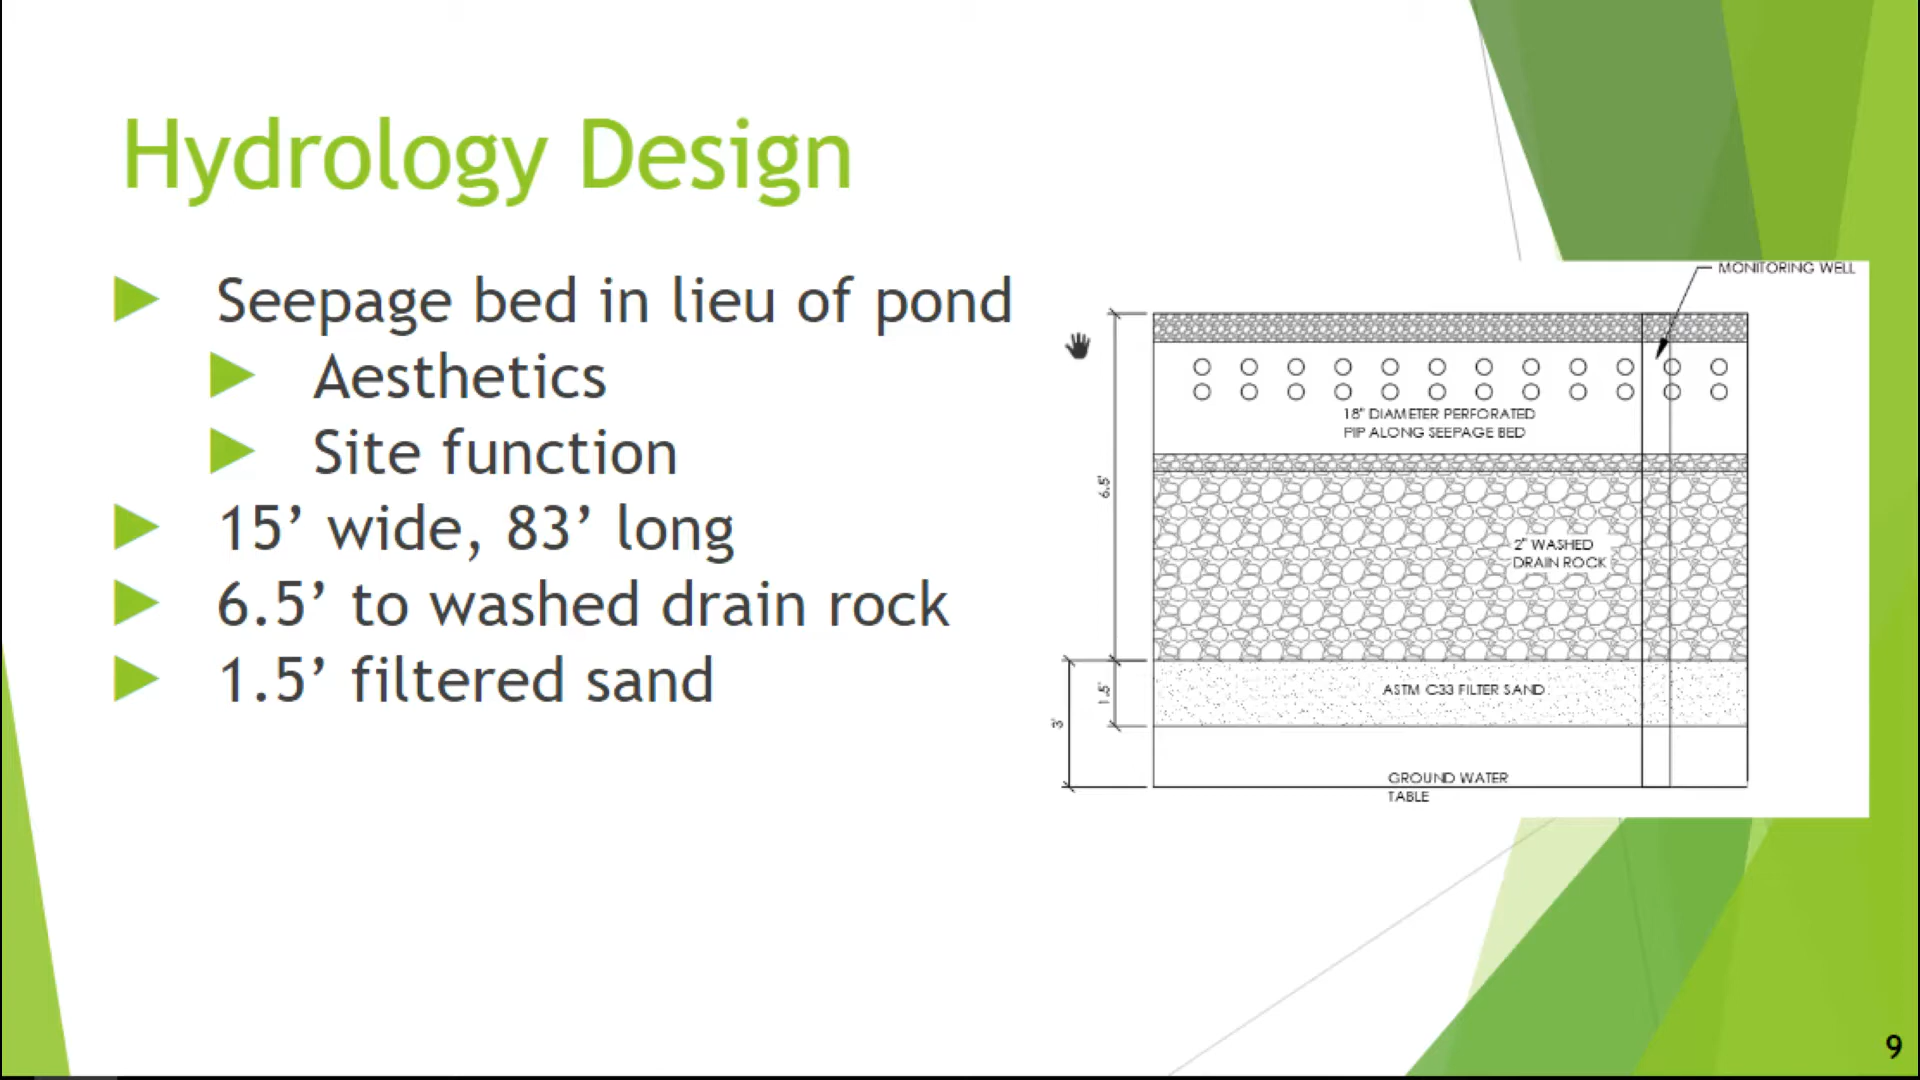 Hydrology Design
Seepage bed in lieu of pond
Aesthetics
Site function
15’ wide, 83’ long
6.5’ to washed drain rock
1.5’ filtered sand
MONITORING WELL
18" DIAMETER PERFORATED
PIP ALONG SEEPAGE BED
6.5'
2" WASHED
DRAIN ROCK
ASTM C33 FILTER SAND
1.5'
3'
GROUND WATER
TABLE
9